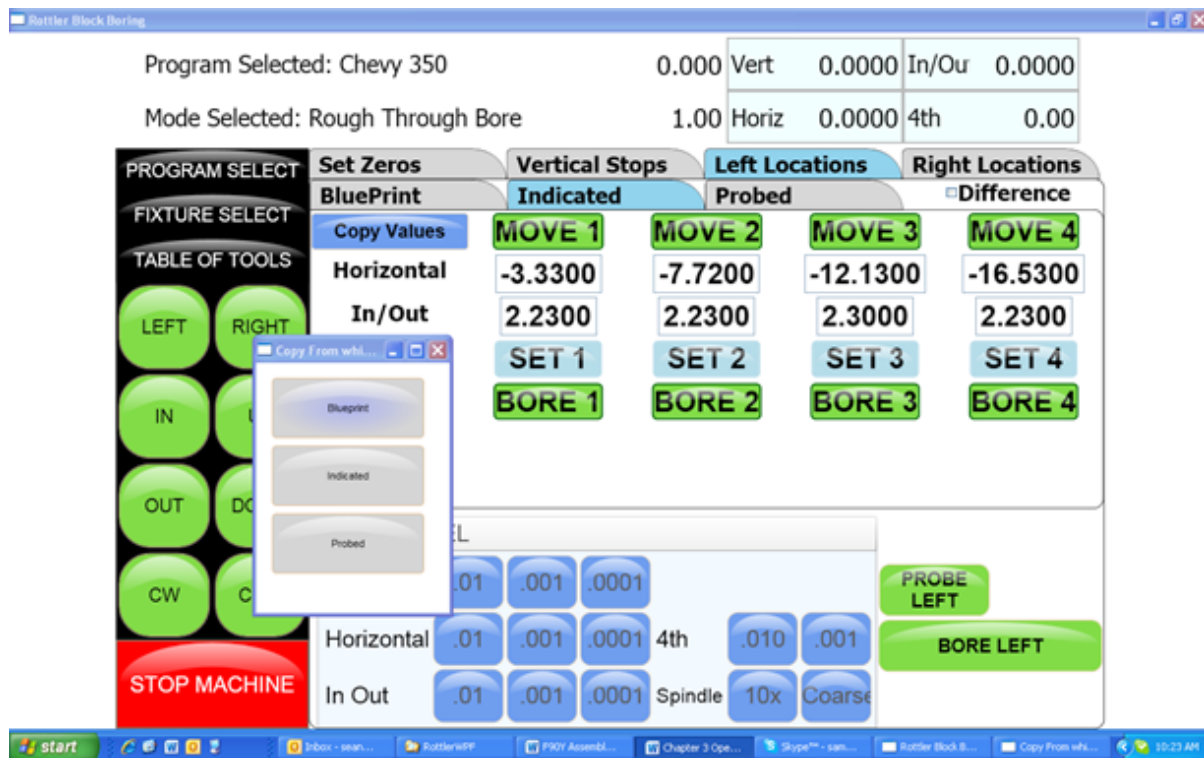 Rottler Block Boring
Program Selected: Chevy 350
0.000 Vert 0.0000 In/Our 0.0000
Mode Selected: Rough Through Bore
1.00 Horiz 0.0000 4th 0.00
PROGRAM SELECT
FIXTURE SELECT
TABLE OF TOOLS
LEFT RIGHT
IN
OUT
CW
STOP MACHINE
Set Zeros Vertical Stops Left Locations Right Locations
BluePrint Indicated Probed Difference
Copy Values MOVE 1 MOVE 2 MOVE 3 MOVE 4
Horizontal -3.3300 -7.7200 -12.1300 -16.5300
In/Out 2.2300 2.2300 2.3000 2.2300
SET 1 SET 2 SET 3 SET 4
BORE 1 BORE 2 BORE 3 BORE 4
Copy From whi...
Blueprint
Indicated
Probed
.01 .001 .0001
Horizontal .01 .001 .0001 4th .010 .001
In Out .01 .001 .0001 Spindle 10x Coarse
PROBE
LEFT
BORE LEFT
start Inbox - sean... RottlerWPF P90Y Assembl... Chapter 3 Ope... Skype™ - sam... Rottler Block B... Copy From whi... 10:23 AM